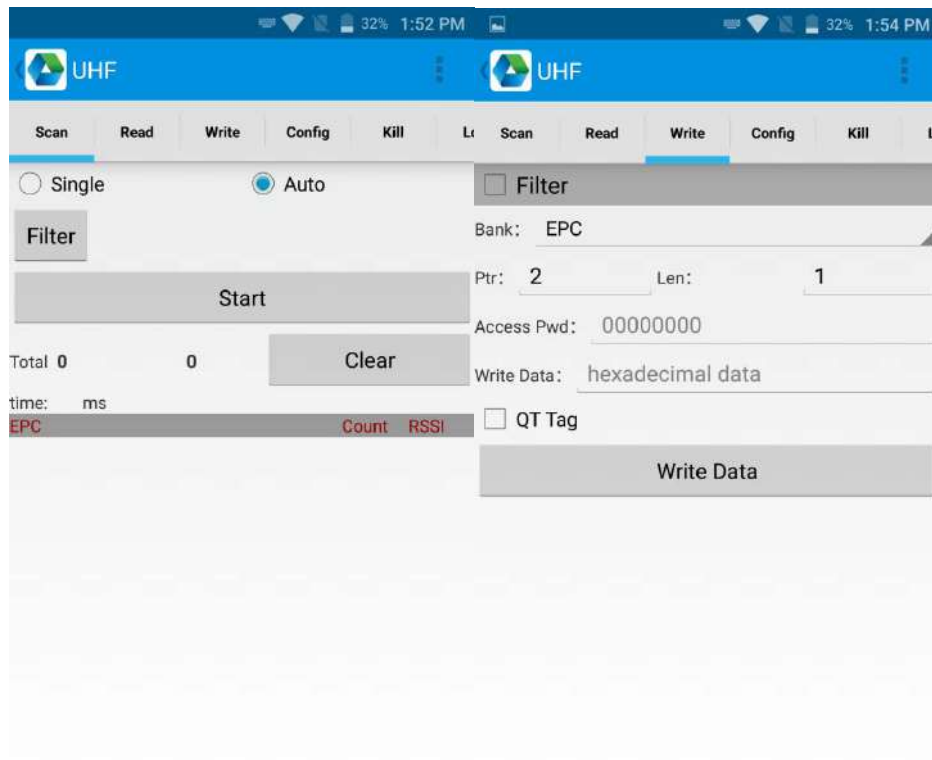 32% 1:52 PM
UHF
Scan Read Write Config Kill
Single Auto
Filter
Start
Total 0 0 Clear
time: ms
EPC Count RSSI
32% 1:54 PM
UHF
Scan Read Write Config Kill
Filter
Bank: EPC
Ptr: 2 Len: 1
Access Pwd: 00000000
Write Data: hexadecimal data
QT Tag
Write Data